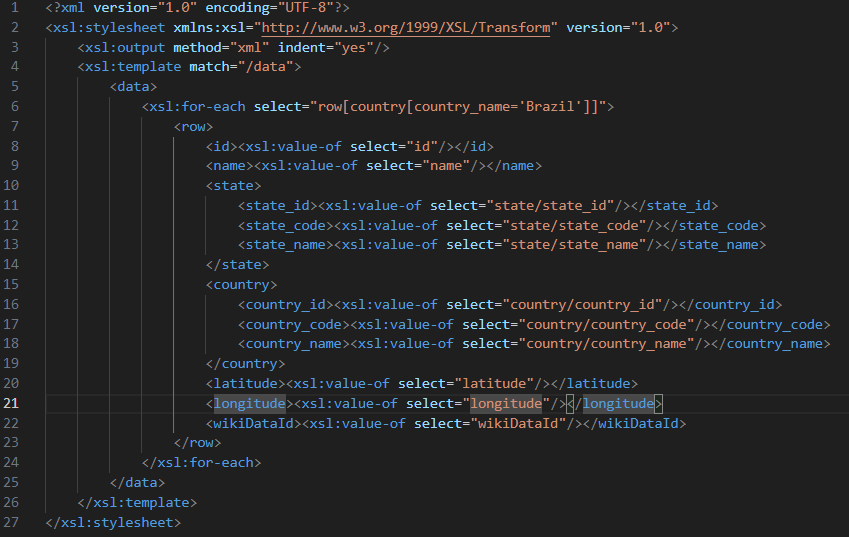 1 <?xml version="1.0" encoding="UTF-8"?>
2 <xsl:stylesheet xmlns:xsl="http://www.w3.org/1999/XSL/Transform" version="1.0">
3     <xsl:output method="xml" indent="yes"/>
4     <xsl:template match="/data">
5         <data>
6             <xsl:for-each select="row[country[country_name='Brazil']]">
7                 <row>
8                     <id><xsl:value-of select="id"/></id>
9                     <name><xsl:value-of select="name"/></name>
10                     <state>
11                         <state_id><xsl:value-of select="state/state_id"/></state_id>
12                         <state_code><xsl:value-of select="state/state_code"/></state_code>
13                         <state_name><xsl:value-of select="state/state_name"/></state_name>
14                     </state>
15                     <country>
16                         <country_id><xsl:value-of select="country/country_id"/></country_id>
17                         <country_code><xsl:value-of select="country/country_code"/></country_code>
18                         <country_name><xsl:value-of select="country/country_name"/></country_name>
19                     </country>
20                     <latitude><xsl:value-of select="latitude"/></latitude>
21                     <longitude><xsl:value-of select="longitude"/></longitude>
22                     <wikiDataId><xsl:value-of select="wikiDataId"/></wikiDataId>
23                 </row>
24             </xsl:for-each>
25         </data>
26     </xsl:template>
27 </xsl:stylesheet>